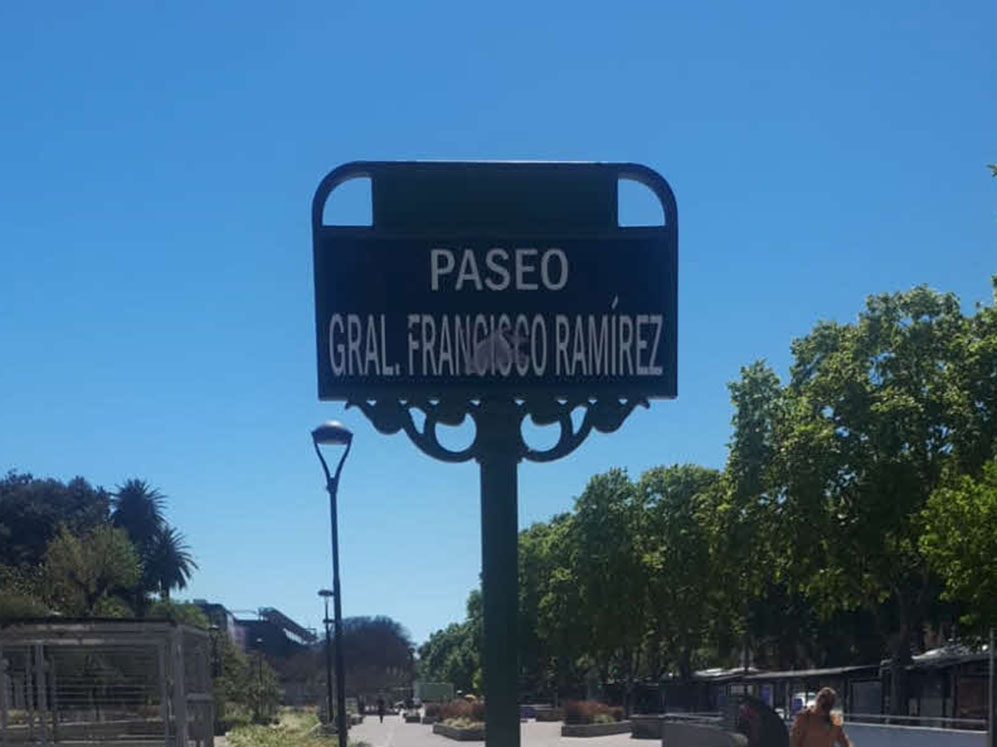 PASEO
GRAL. FRANCISCO RAMÍREZ